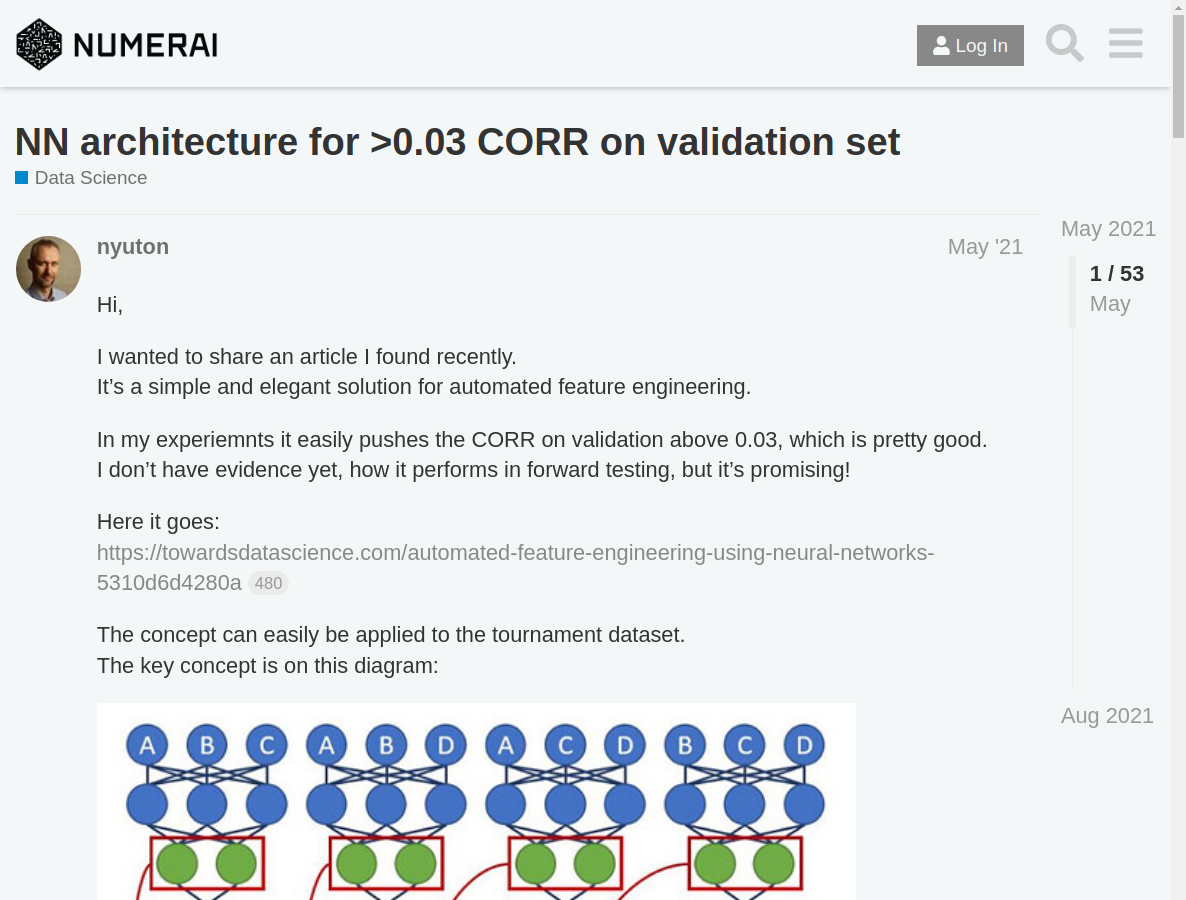 NUMERAI
Log In
NN architecture for >0.03 CORR on validation set
Data Science
nyuton
May '21
May 2021
1 / 53
May
Hi,
I wanted to share an article I found recently.
It’s a simple and elegant solution for automated feature engineering.
In my experiemnts it easily pushes the CORR on validation above 0.03, which is pretty good.
I don’t have evidence yet, how it performs in forward testing, but it’s promising!
Here it goes:
https://towardsdatascience.com/automated-feature-engineering-using-neural-networks-
5310d6d4280a 480
The concept can easily be applied to the tournament dataset.
The key concept is on this diagram:
Aug 2021
A B C A B D A C D B C D